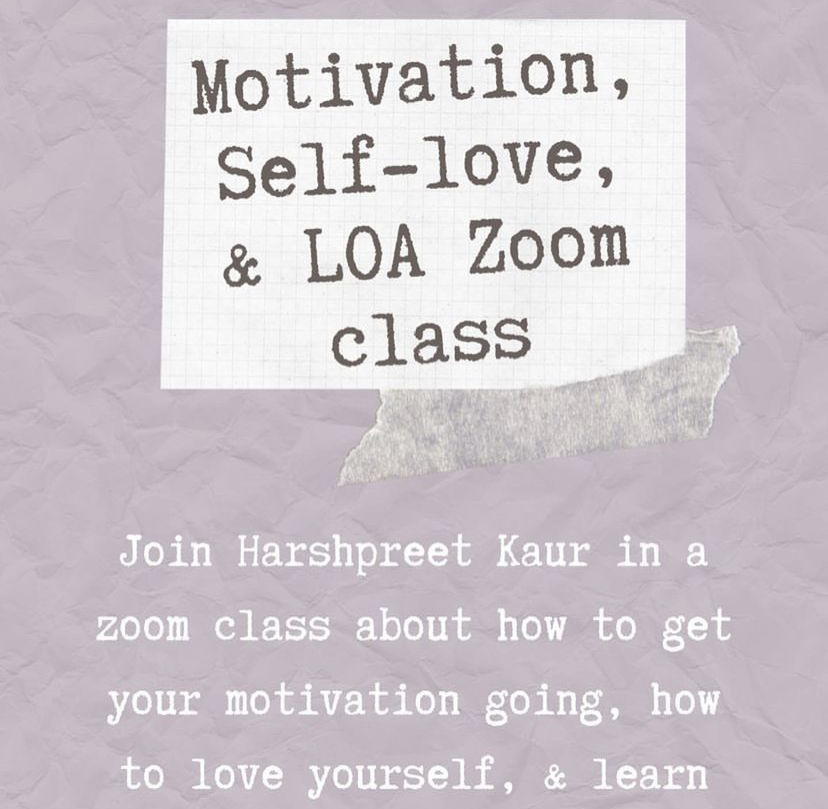 Motivation,
Self-love,
& LOA Zoom
class
Join Harshpreet Kaur in a
zoom class about how to get
your motivation going, how
to love yourself, & learn